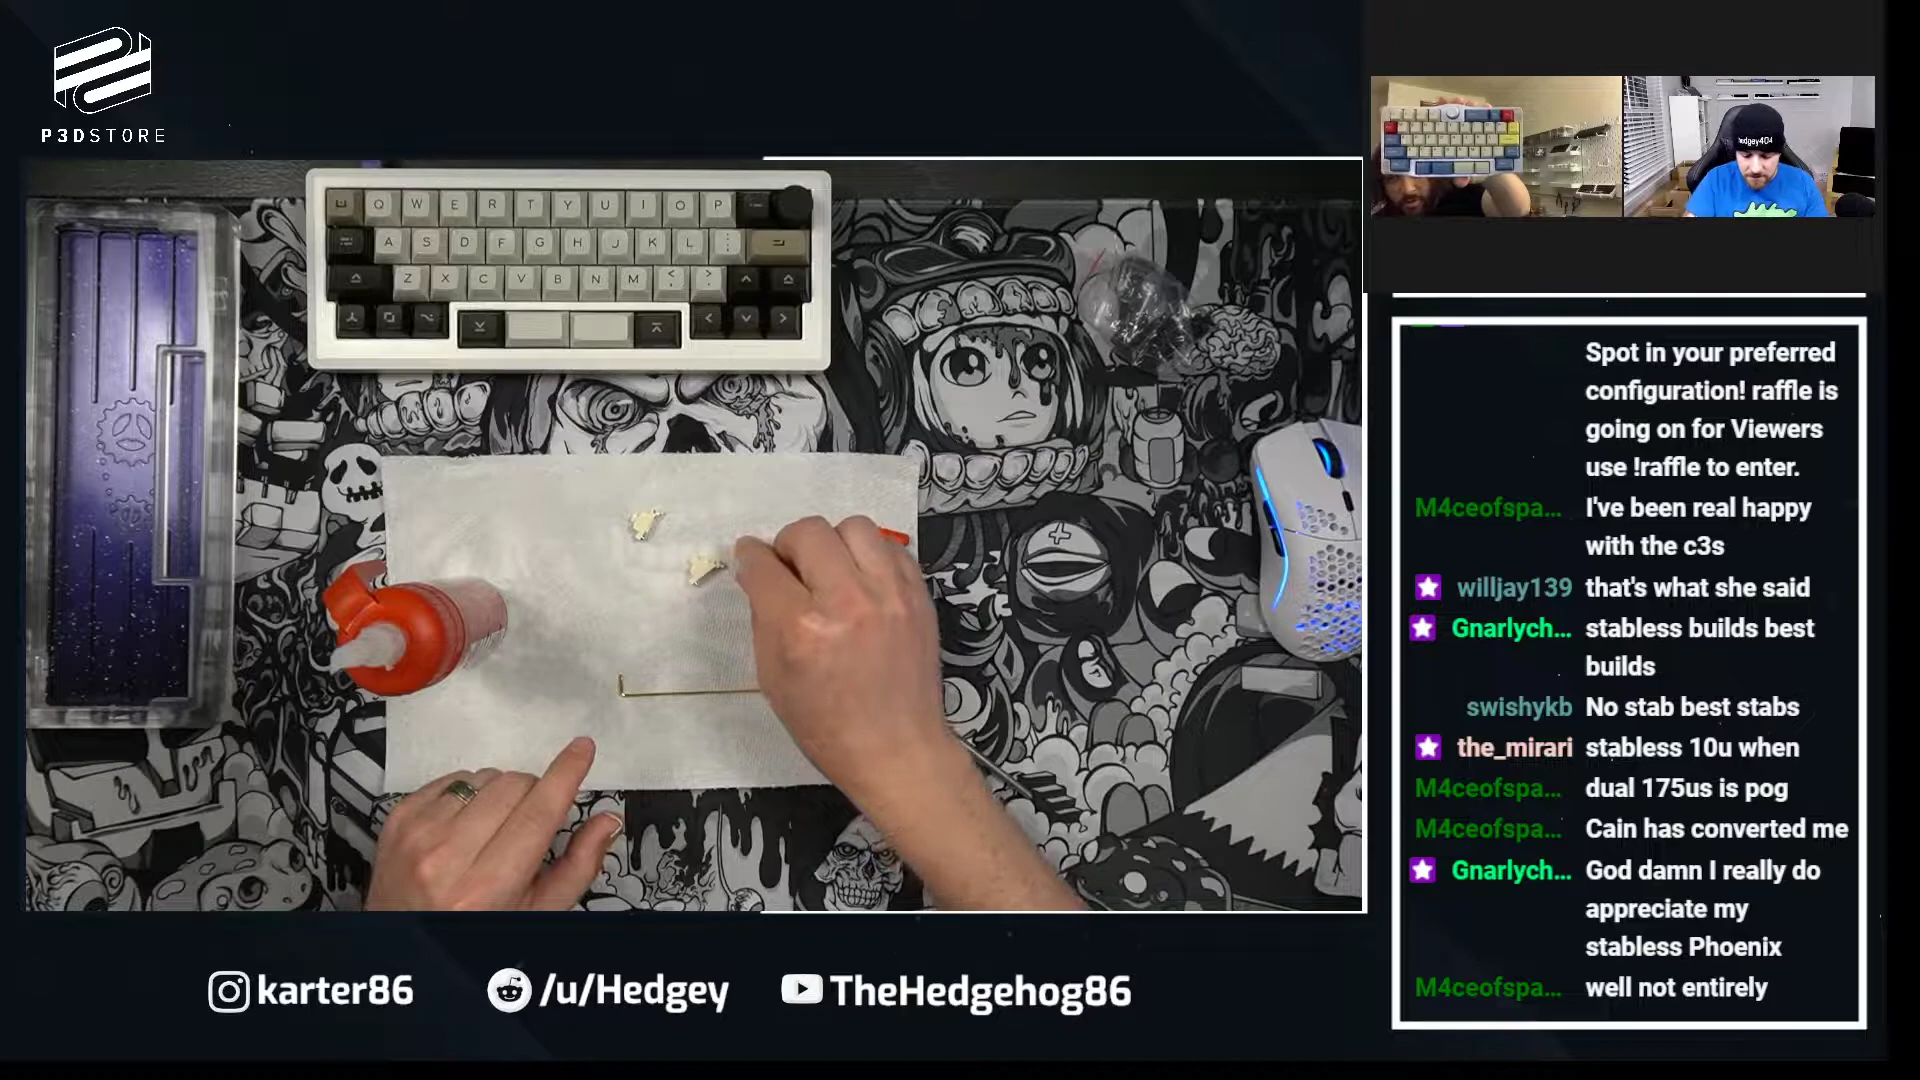 P3DSTORE
hedgey404
Q W E R T Y U I O P
A S D F G H J K L
Z X C V B N M
Spot in your preferred
configuration! raffle is
going on for Viewers
use !raffle to enter.
M4ceofspa... I've been real happy
with the c3s
willjay139 that's what she said
Gnarlych... stabless builds best
builds
swishykb No stab best stabs
the_mirari stabless 10u when
M4ceofspa... dual 175us is pog
M4ceofspa... Cain has converted me
Gnarlych... God damn I really do
appreciate my
stabless Phoenix
M4ceofspa... well not entirely
karter86 /u/Hedgey TheHedgehog86